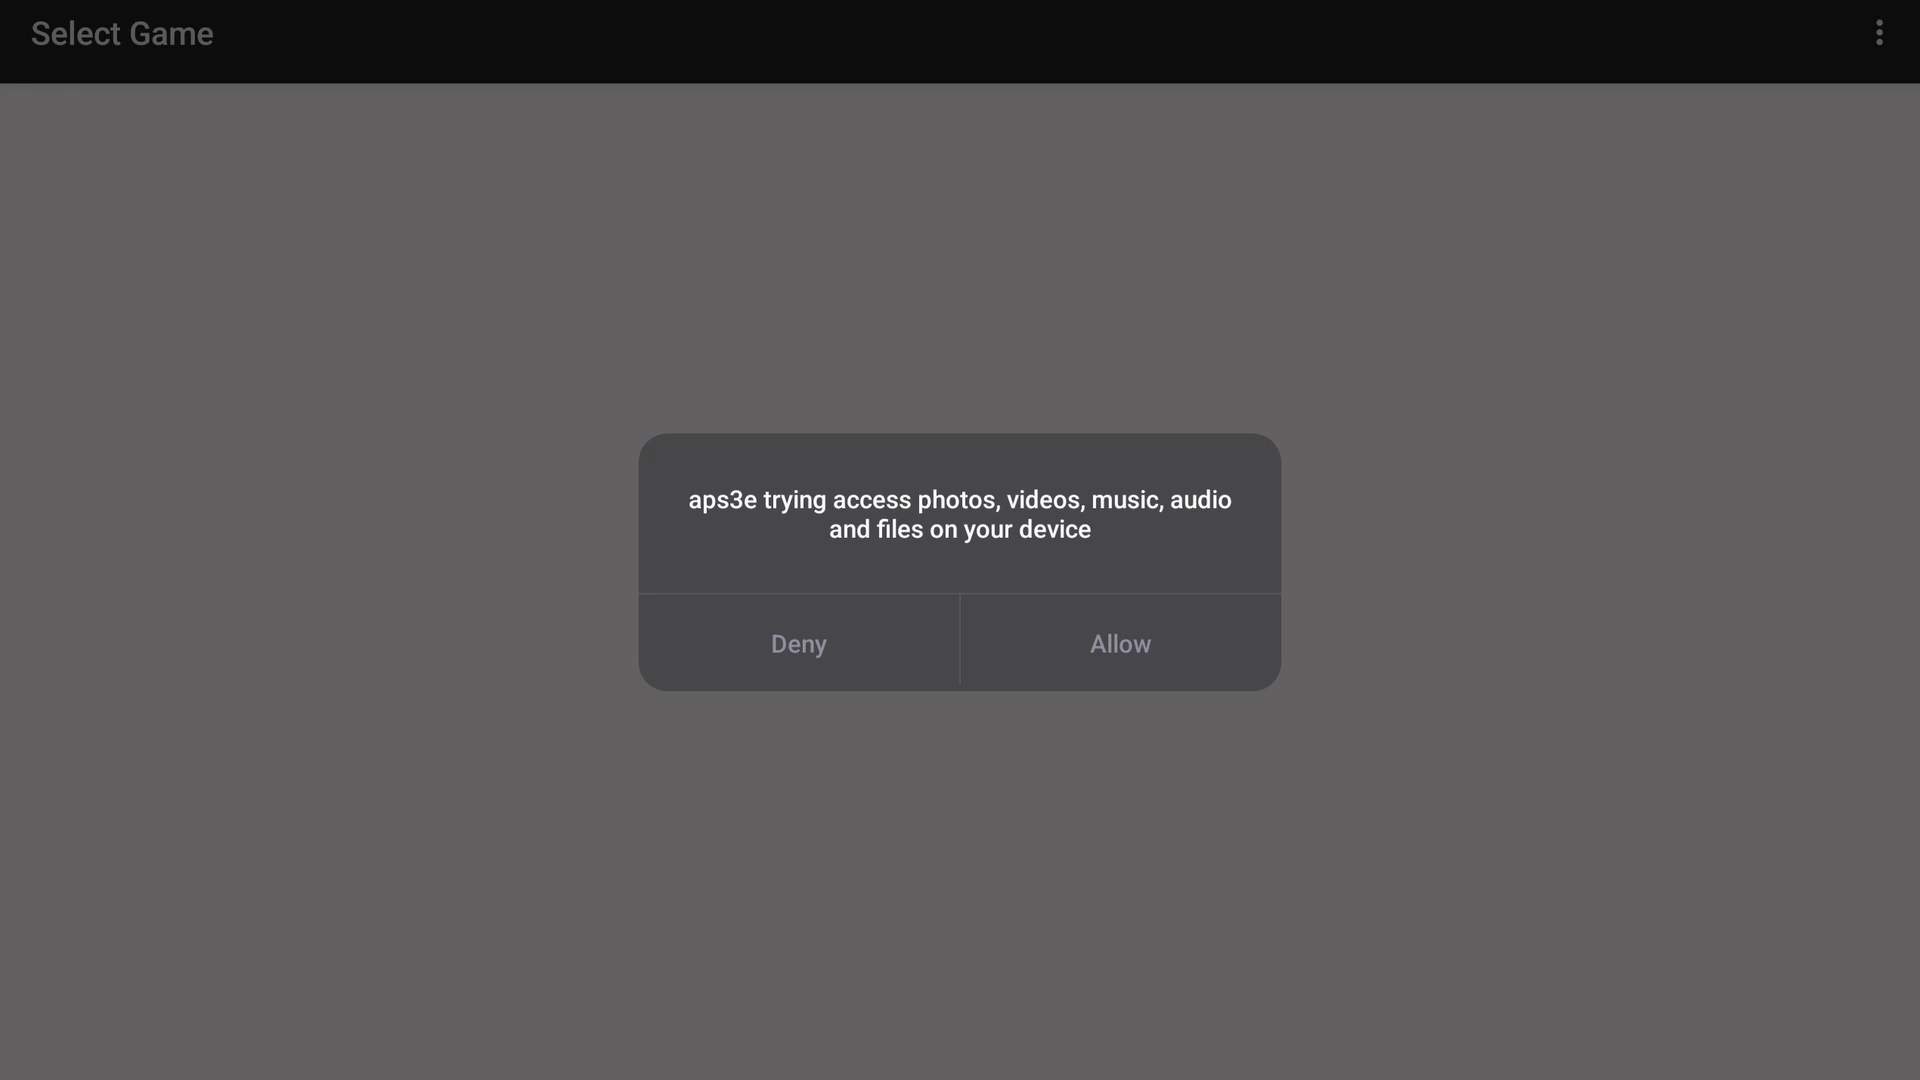 Select Game
aps3e trying access photos, videos, music, audio
and files on your device
Deny
Allow